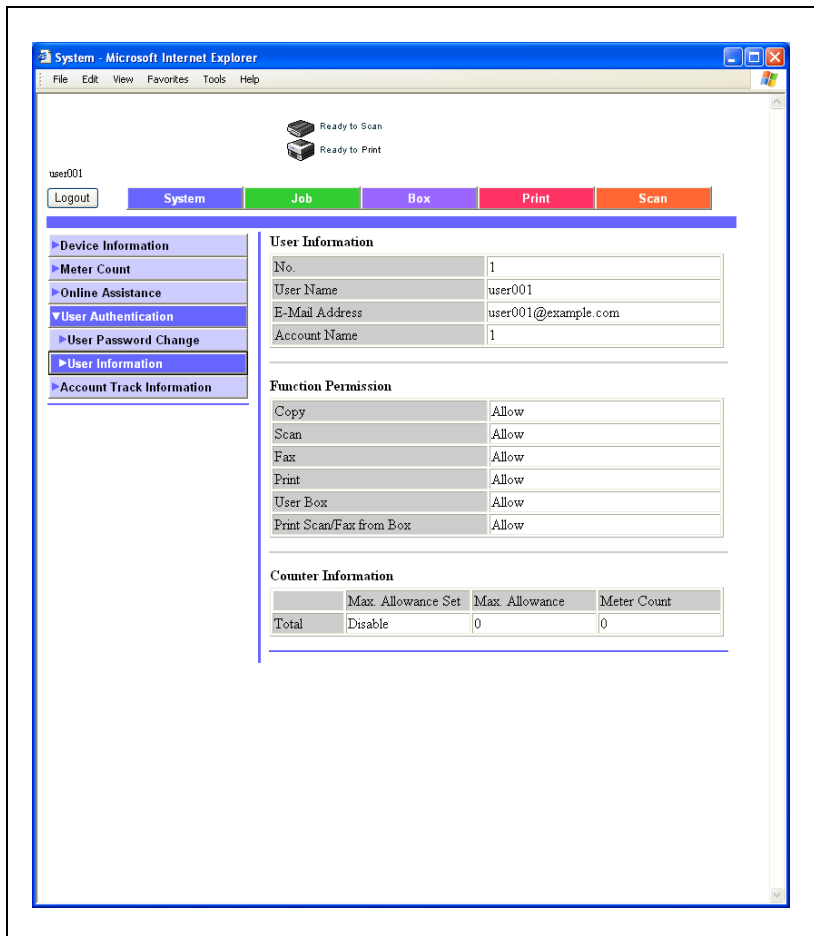 System - Microsoft Internet Explorer
File Edit View Favorites Tools Help
Ready to Scan
Ready to Print
user001
Logout System Job Box Print Scan
Device Information
Meter Count
Online Assistance
User Authentication
User Password Change
User Information
Account Track Information
User Information
No. 1
User Name user001
E-Mail Address user001@example.com
Account Name 1
Function Permission
Copy Allow
Scan Allow
Fax Allow
Print Allow
User Box Allow
Print Scan/Fax from Box Allow
Counter Information
Max. Allowance Set Max. Allowance Meter Count
Total Disable 0 0